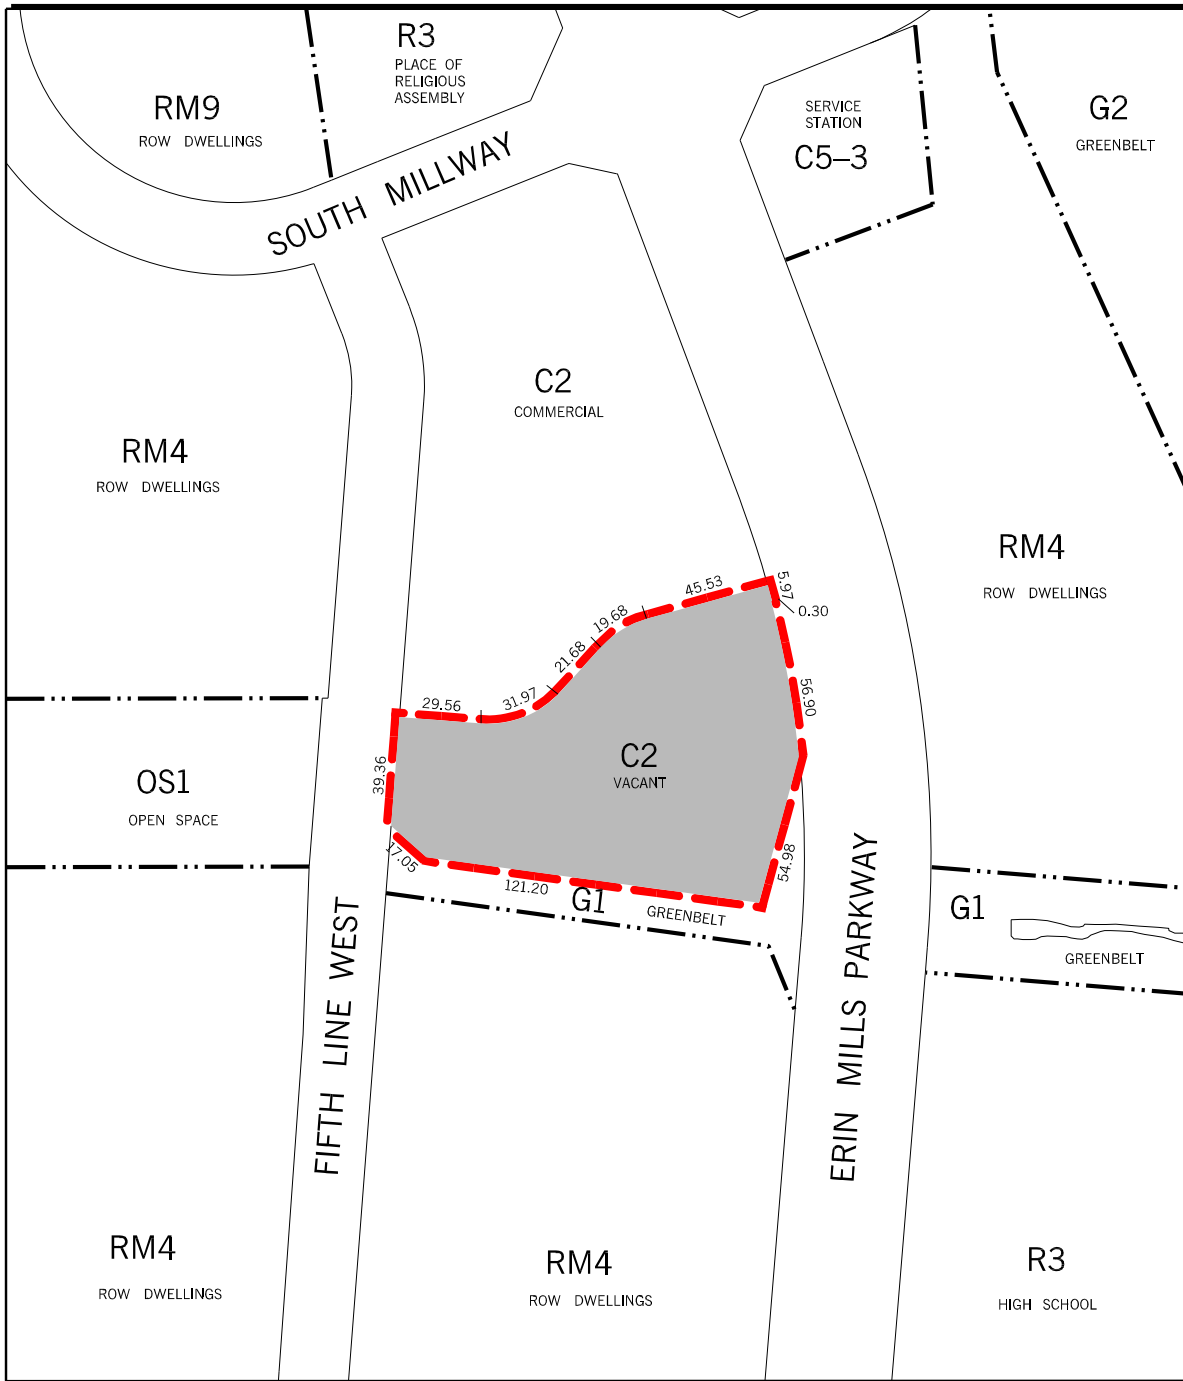 R3
PLACE OF
RELIGIOUS
ASSEMBLY
RM9
ROW DWELLINGS
SERVICE
STATION
C5-3
G2
GREENBELT
SOUTH MILLWAY
C2
COMMERCIAL
RM4
ROW DWELLINGS
RM4
ROW DWELLINGS
45.53
5.97
0.30
19.68
21.68
31.97
29.56
56.90
39.36
C2
VACANT
OS1
OPEN SPACE
17.05
121.20
54.98
G1
GREENBELT
G1
GREENBELT
FIFTH LINE WEST
ERIN MILLS PARKWAY
RM4
ROW DWELLINGS
RM4
ROW DWELLINGS
R3
HIGH SCHOOL